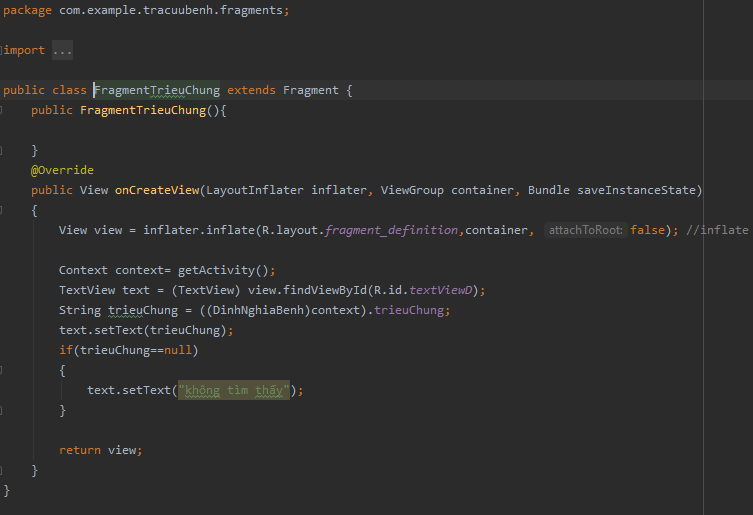 package com.example.tracuubenh.fragments;
import ...
public class FragmentTrieuChung extends Fragment {
public FragmentTrieuChung(){
}
@Override
public View onCreateView(LayoutInflater inflater, ViewGroup container, Bundle saveInstanceState)
{
View view = inflater.inflate(R.layout.fragment_definition,container, attachToRoot: false); //inflate
Context context= getActivity();
TextView text = (TextView) view.findViewById(R.id.textViewD);
String trieuChung = ((DinhNghiaBenh)context).trieuChung;
text.setText(trieuChung);
if(trieuChung==null)
{
text.setText("không tìm thấy");
}
return view;
}
}